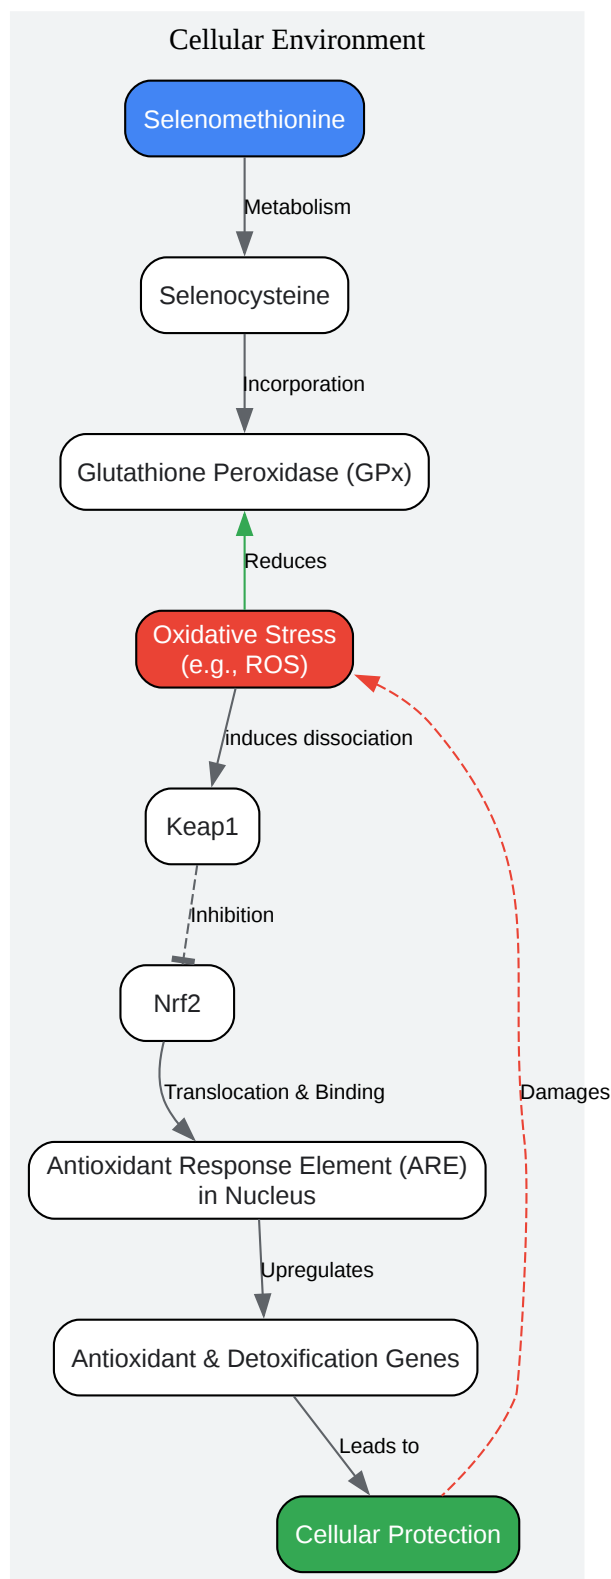 Cellular Environment
Selenomethionine
Metabolism
Selenocysteine
Incorporation
Glutathione Peroxidase (GPx)
Reduces
Oxidative Stress
(e.g., ROS)
induces dissociation
Keap1
Inhibition
Nrf2
Translocation & Binding
Damages
Antioxidant Response Element (ARE)
in Nucleus
Upregulates
Antioxidant & Detoxification Genes
Leads to
Cellular Protection